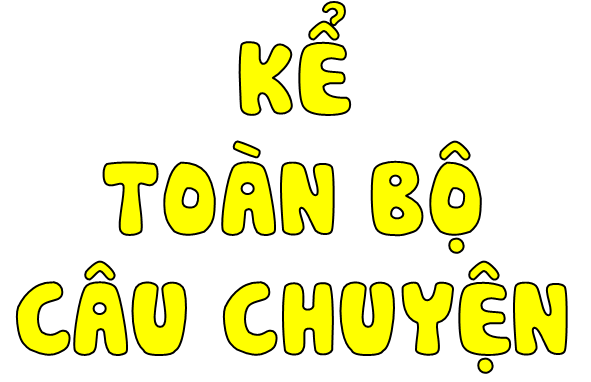 KỂ
TOÀN BỘ
CÂU CHUYỆN